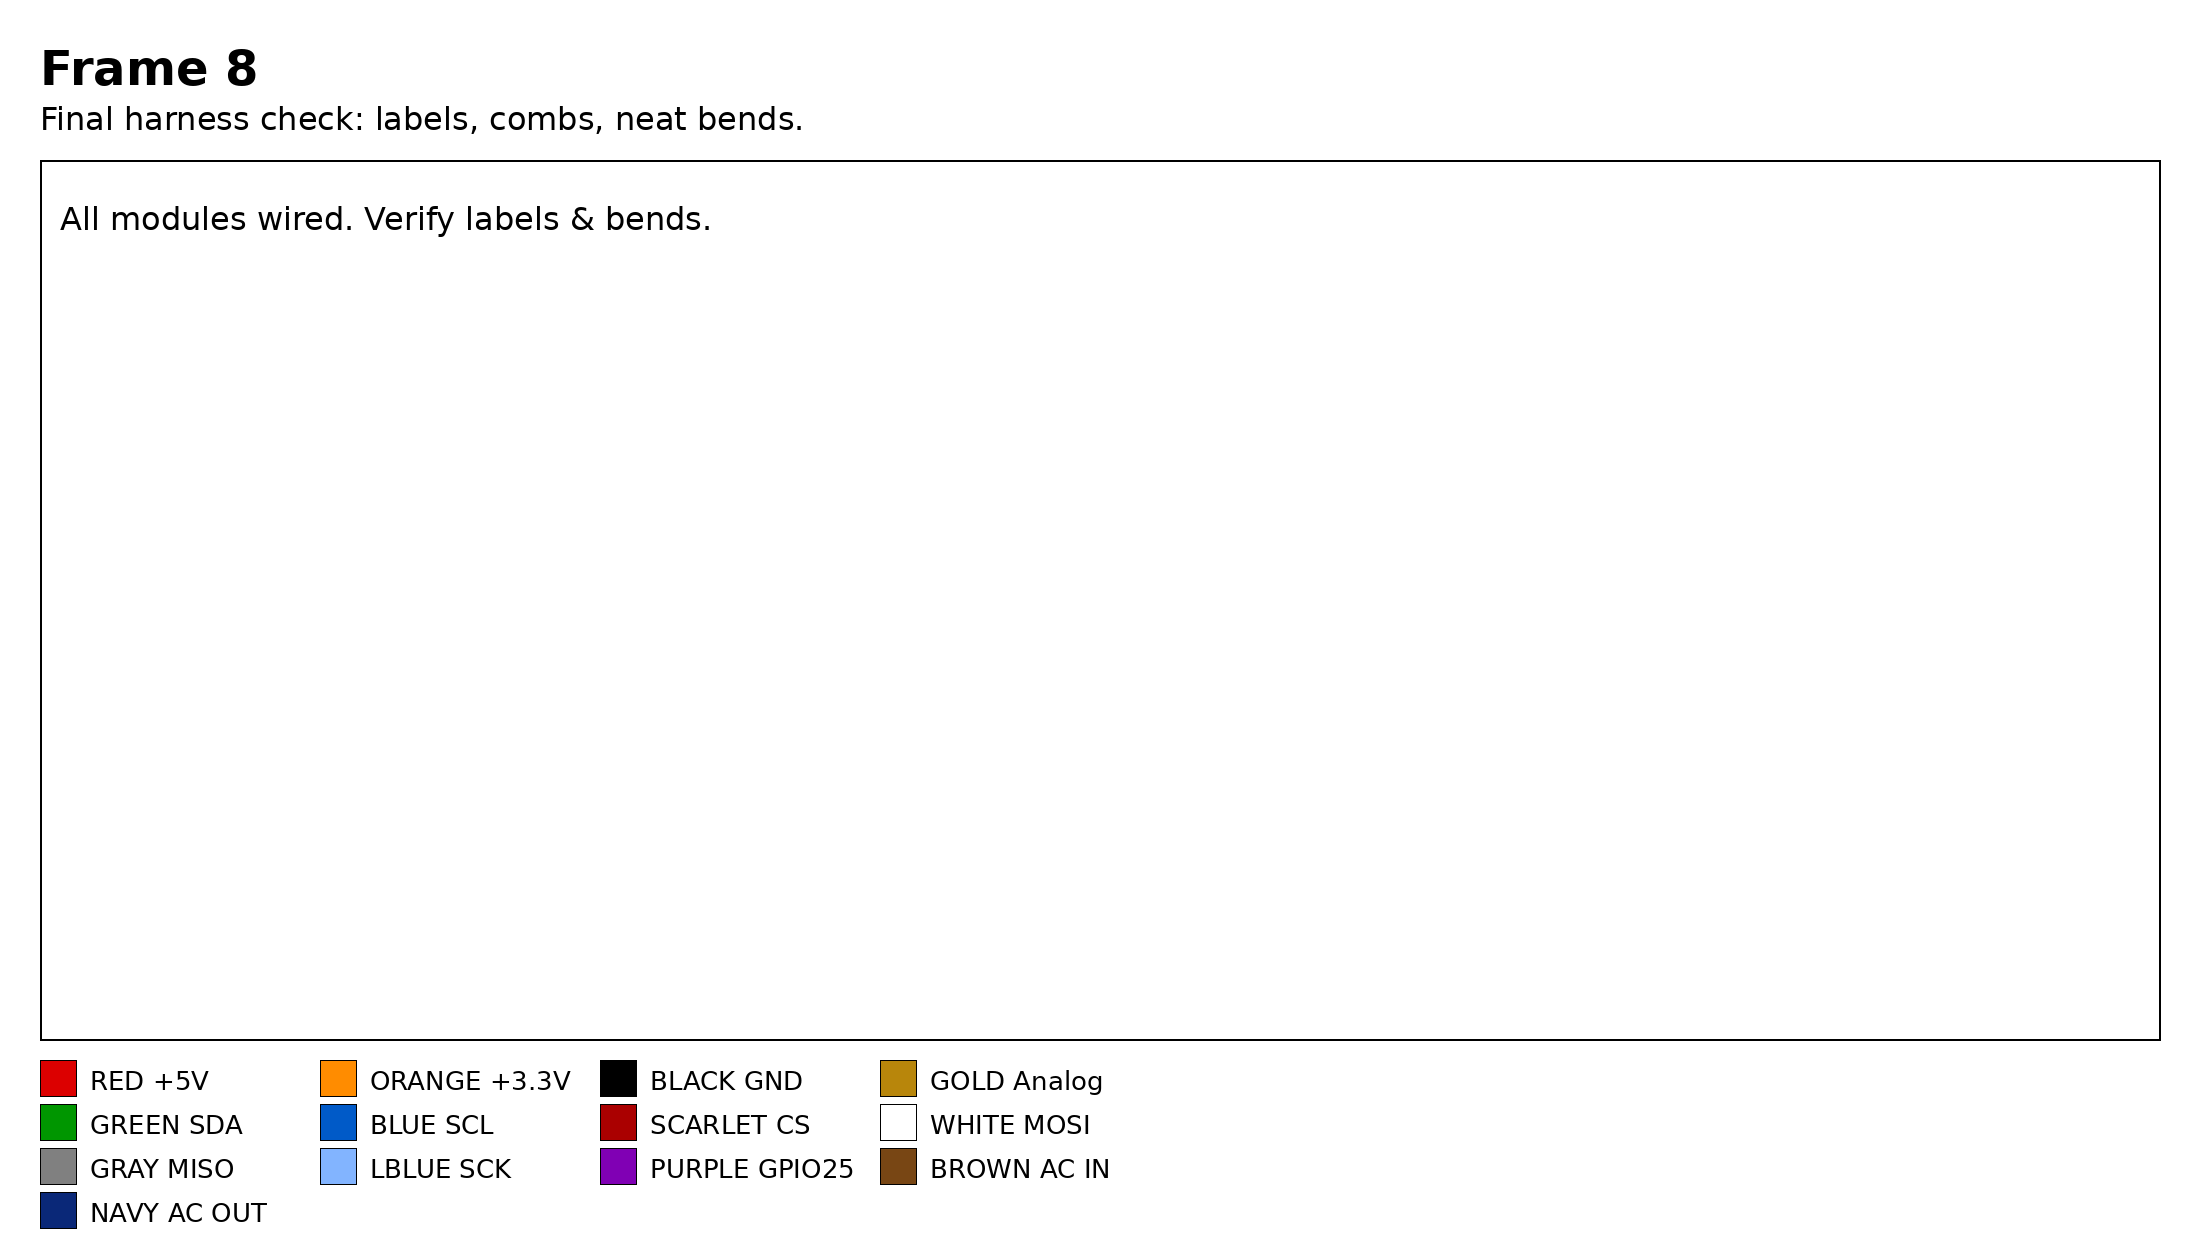 Frame 8
Final harness check: labels, combs, neat bends.
All modules wired. Verify labels & bends.
RED +5V
ORANGE +3.3V
BLACK GND
GOLD Analog
GREEN SDA
BLUE SCL
SCARLET CS
WHITE MOSI
GRAY MISO
LBLUE SCK
PURPLE GPIO25
BROWN AC IN
NAVY AC OUT